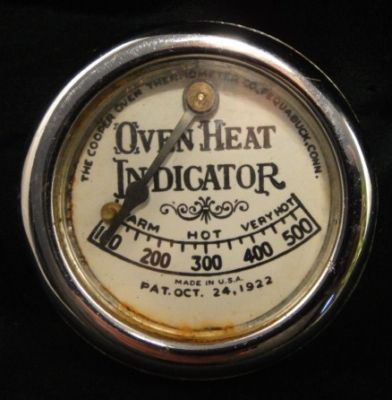 THE COOPER OVEN THERMOMETER CO. PEQUABUCK, CONN.
OVEN HEAT
INDICATOR
WARM HOT VERY HOT
100 200 300 400 500
MADE IN U.S.A.
PAT. OCT. 24, 1922